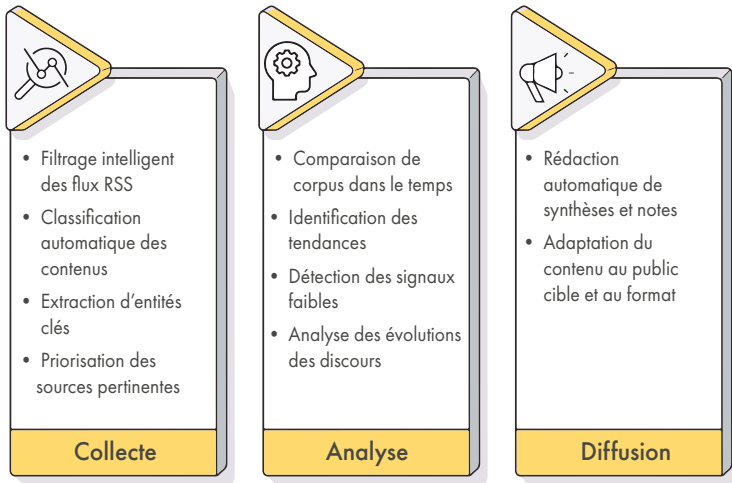 • Filtrage intelligent
des flux RSS
• Classification
automatique des
contenus
• Extraction d’entités
clés
• Priorisation des
sources pertinentes
Collecte
• Comparaison de
corpus dans le temps
• Identification des
tendances
• Détection des signaux
faibles
• Analyse des évolutions
des discours
Analyse
• Rédaction
automatique de
synthèses et notes
• Adaptation du
contenu au public
cible et au format
Diffusion